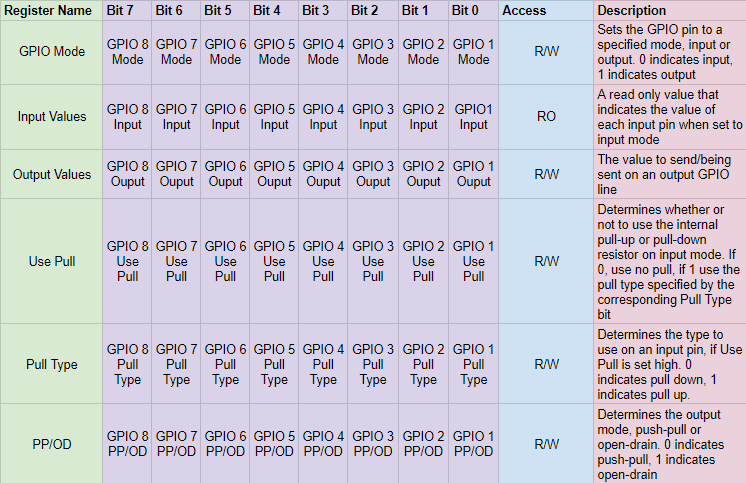 Register Name Bit 7 Bit 6 Bit 5 Bit 4 Bit 3 Bit 2 Bit 1 Bit 0 Access Description
GPIO Mode
GPIO 8 GPIO 7 GPIO 6 GPIO 5 GPIO 4 GPIO 3 GPIO 2 GPIO 1
Mode Mode Mode Mode Mode Mode Mode Mode
R/W
Sets the GPIO pin to a
specified mode, input or
output. 0 indicates input,
1 indicates output
Input Values
GPIO 8 GPIO 7 GPIO 6 GPIO 5 GPIO 4 GPIO 3 GPIO 2 GPIO1
Input Input Input Input Input Input Input Input
RO
A read only value that
indicates the value of
each input pin when set to
input mode
Output Values
GPIO 8 GPIO 7 GPIO 6 GPIO 5 GPIO 4 GPIO 3 GPIO 2 GPIO 1
Ouput Ouput Ouput Ouput Ouput Ouput Ouput Ouput
R/W
The value to send/being
sent on an output GPIO
line
Use Pull
GPIO 8 GPIO 7 GPIO 6 GPIO 5 GPIO 4 GPIO 3 GPIO 2 GPIO 1
Use Use Use Use Use Use Use Use
Pull Pull Pull Pull Pull Pull Pull Pull
R/W
Determines whether or
not to use the internal
pull-up or pull-down
resistor on input mode. If
0, use no pull, if 1 use the
pull type specified by the
corresponding Pull Type
bit
Pull Type
GPIO 8 GPIO 7 GPIO 6 GPIO 5 GPIO 4 GPIO 3 GPIO 2 GPIO 1
Pull Pull Pull Pull Pull Pull Pull Pull
Type Type Type Type Type Type Type Type
R/W
Determines the type to
use on an input pin, if Use
Pull is set high. 0
indicates pull down, 1
indicates pull up.
PP/OD
GPIO 8 GPIO 7 GPIO 6 GPIO 5 GPIO 4 GPIO 3 GPIO 2 GPIO 1
PP/OD PP/OD PP/OD PP/OD PP/OD PP/OD PP/OD PP/OD
R/W
Determines the output
mode, push-pull or
open-drain. 0 indicates
push-pull, 1 indicates
open-drain